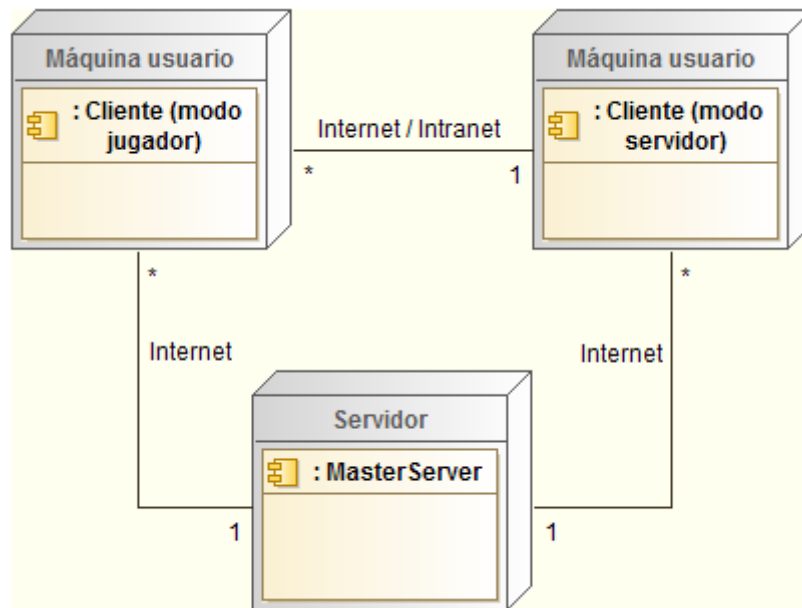 Máquina usuario
: Cliente (modo
jugador)
Internet / Intranet
*
1
Máquina usuario
: Cliente (modo
servidor)
*
Internet
*
Internet
Servidor
: MasterServer
1
1